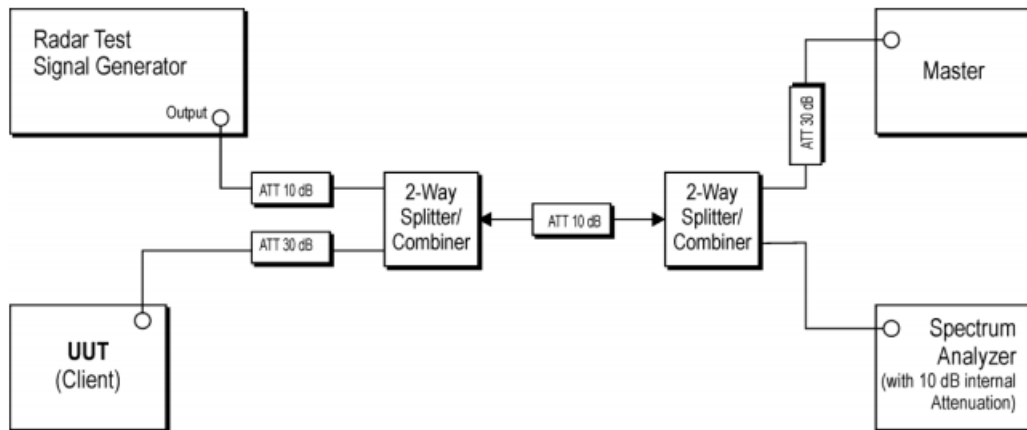 Radar Test
Signal Generator
Output
ATT 10 dB
ATT 30 dB
UUT
(Client)
2-Way
Splitter/
Combiner
ATT 10 dB
2-Way
Splitter/
Combiner
ATT 30 dB
Master
Spectrum
Analyzer
(with 10 dB internal
Attenuation)